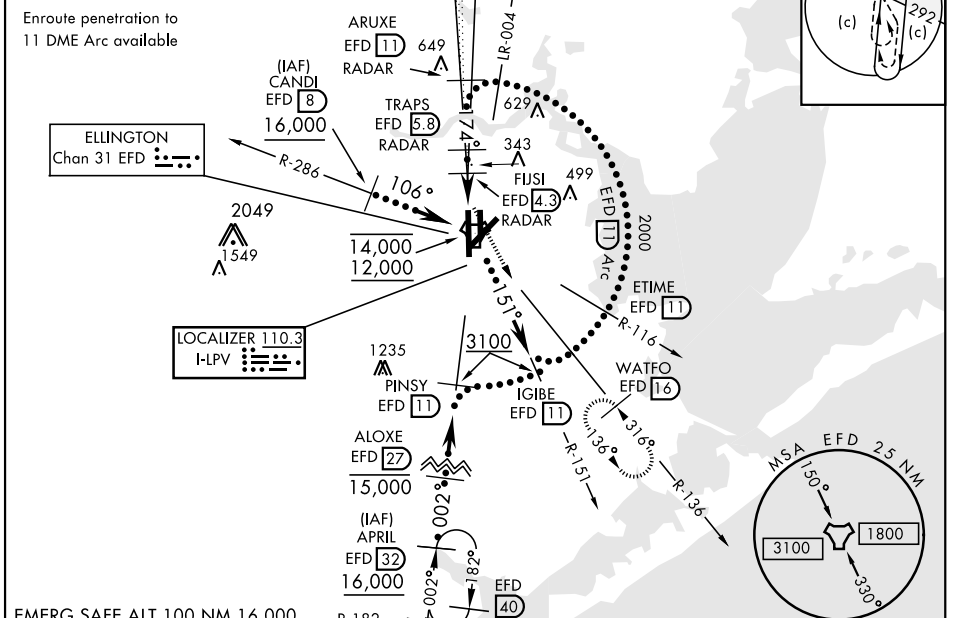 Enroute penetration to
11 DME Arc available
ARUXE
EFD 11
RADAR
649
LR-004
(c)
292
(c)
(IAF)
CANDI
EFD 8
16,000
TRAPS
EFD 5.8
RADAR
629
174°
343
FIJSI
EFD 4.3
RADAR
499
ELLINGTON
Chan 31 EFD
R-286
106°
EFD 11 Arc
2000
2049
1549
14,000
12,000
151°
ETIME
EFD 11
R-116
LOCALIZER 110.3
I-LPV
3100
1235
PINSY
EFD 11
IGIBE
EFD 11
WATFO
EFD 16
316°
136°
R-151
R-136
ALOXE
EFD 27
15,000
002°
MSA EFD 25 NM
150°
3100
1800
330°
(IAF)
APRIL
EFD 32
16,000
002°
182°
EFD
40
EMERG SAFE ALT 100 NM 16,000
R-182